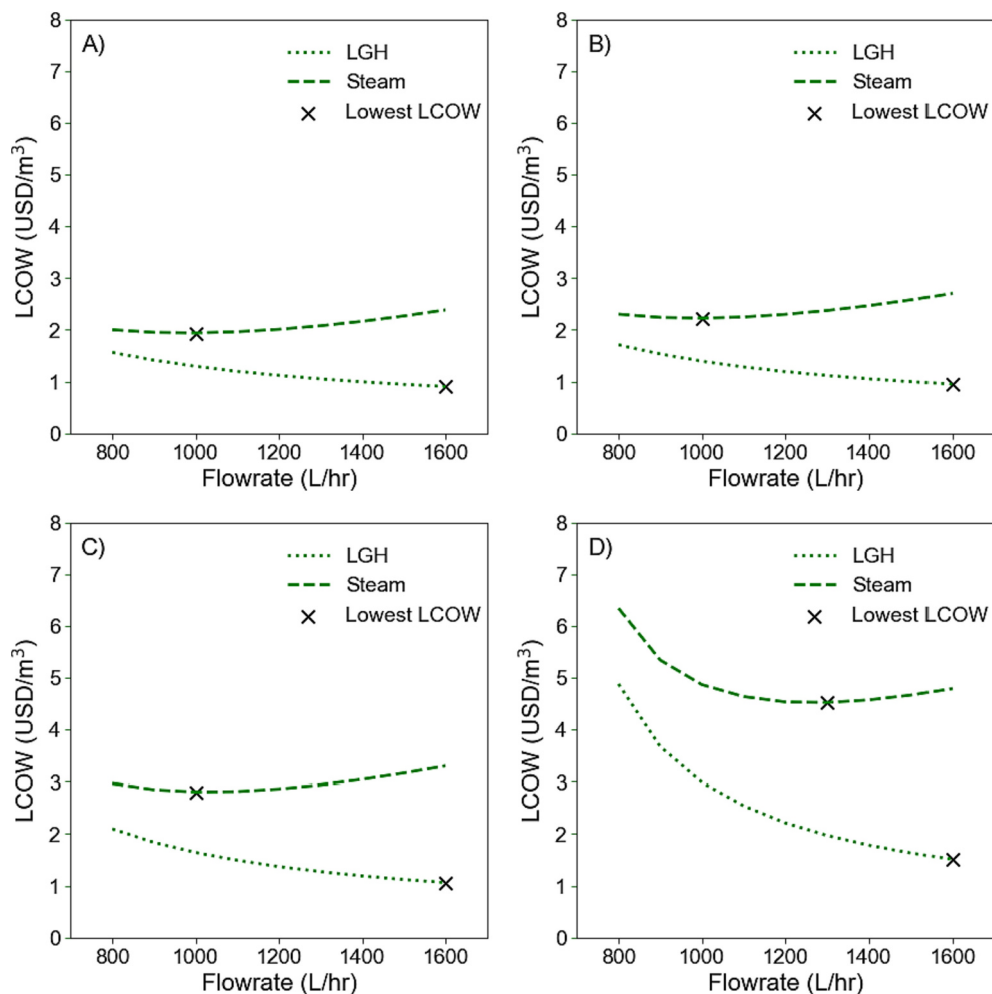 A)
LGH
Steam
Lowest LCOW
LCOW (USD/m³)
8
7
6
5
4
3
2
1
0
800 1000 1200 1400 1600
Flowrate (L/hr)
B)
LGH
Steam
Lowest LCOW
LCOW (USD/m³)
8
7
6
5
4
3
2
1
0
800 1000 1200 1400 1600
Flowrate (L/hr)
C)
LGH
Steam
Lowest LCOW
LCOW (USD/m³)
8
7
6
5
4
3
2
1
0
800 1000 1200 1400 1600
Flowrate (L/hr)
D)
LGH
Steam
Lowest LCOW
LCOW (USD/m³)
8
7
6
5
4
3
2
1
0
800 1000 1200 1400 1600
Flowrate (L/hr)